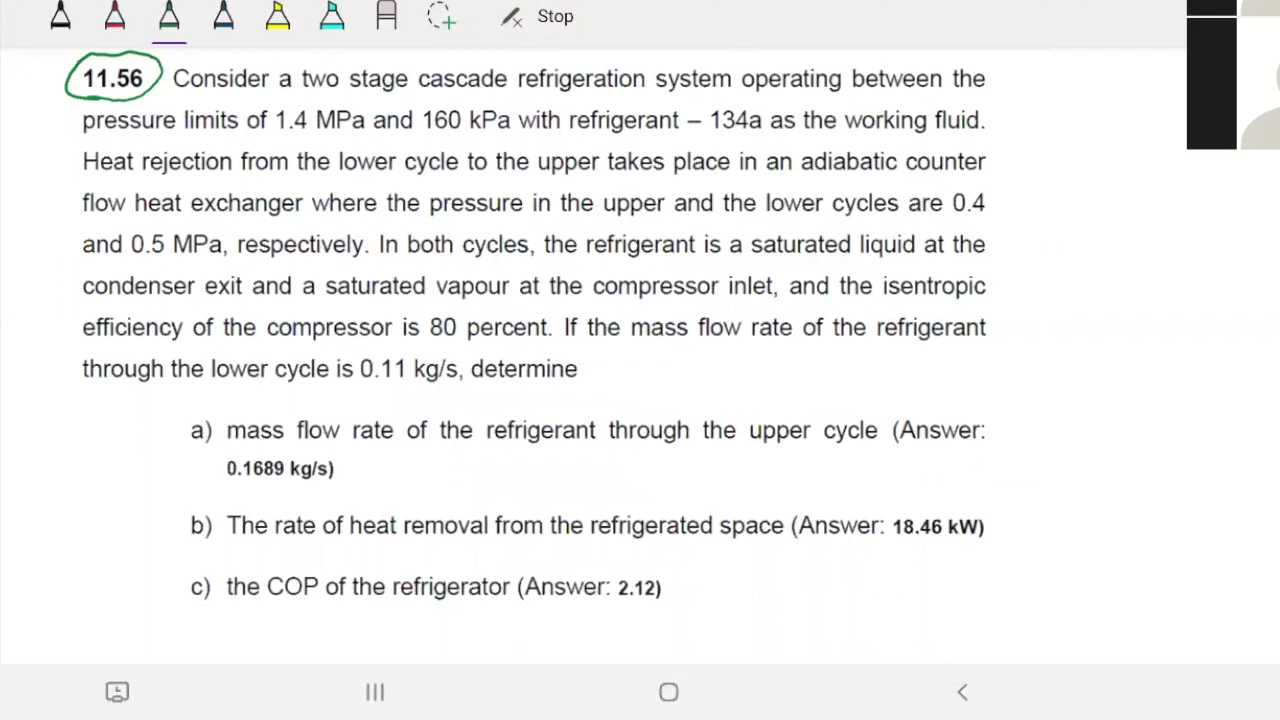 Stop
11.56 Consider a two stage cascade refrigeration system operating between the
pressure limits of 1.4 MPa and 160 kPa with refrigerant – 134a as the working fluid.
Heat rejection from the lower cycle to the upper takes place in an adiabatic counter
flow heat exchanger where the pressure in the upper and the lower cycles are 0.4
and 0.5 MPa, respectively. In both cycles, the refrigerant is a saturated liquid at the
condenser exit and a saturated vapour at the compressor inlet, and the isentropic
efficiency of the compressor is 80 percent. If the mass flow rate of the refrigerant
through the lower cycle is 0.11 kg/s, determine
a) mass flow rate of the refrigerant through the upper cycle (Answer:
0.1689 kg/s)
b) The rate of heat removal from the refrigerated space (Answer: 18.46 kW)
c) the COP of the refrigerator (Answer: 2.12)